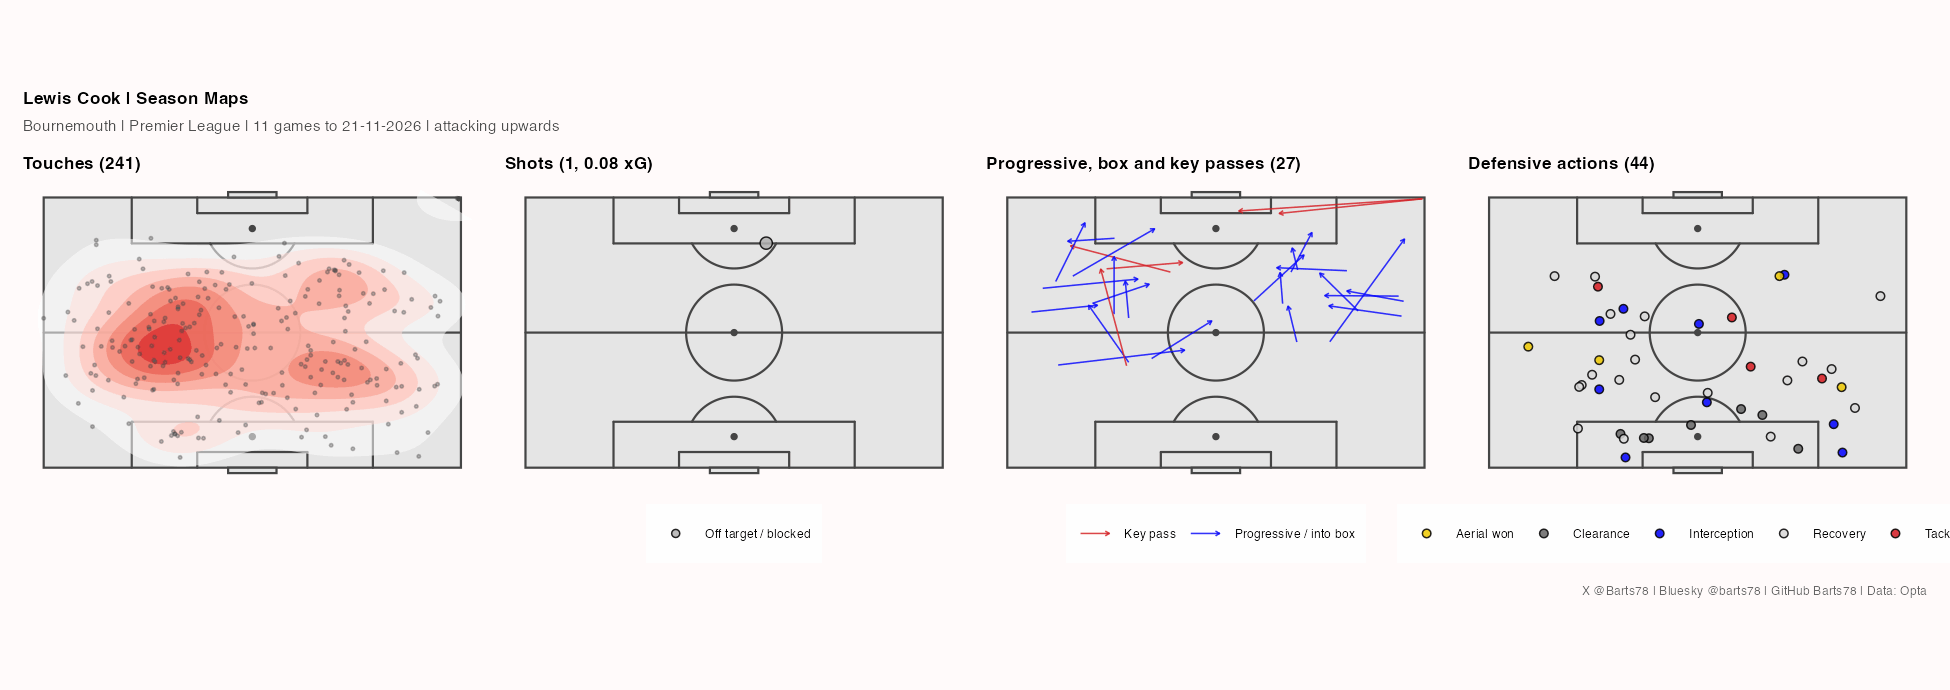 Lewis Cook | Season Maps
Bournemouth | Premier League | 11 games to 21-11-2026 | attacking upwards
Touches (241)
Shots (1, 0.08 xG)
Progressive, box and key passes (27)
Defensive actions (44)
Off target / blocked
Key pass
Progressive / into box
Aerial won
Clearance
Interception
Recovery
Tack
X @Barts78 | Bluesky @barts78 | GitHub Barts78 | Data: Opta